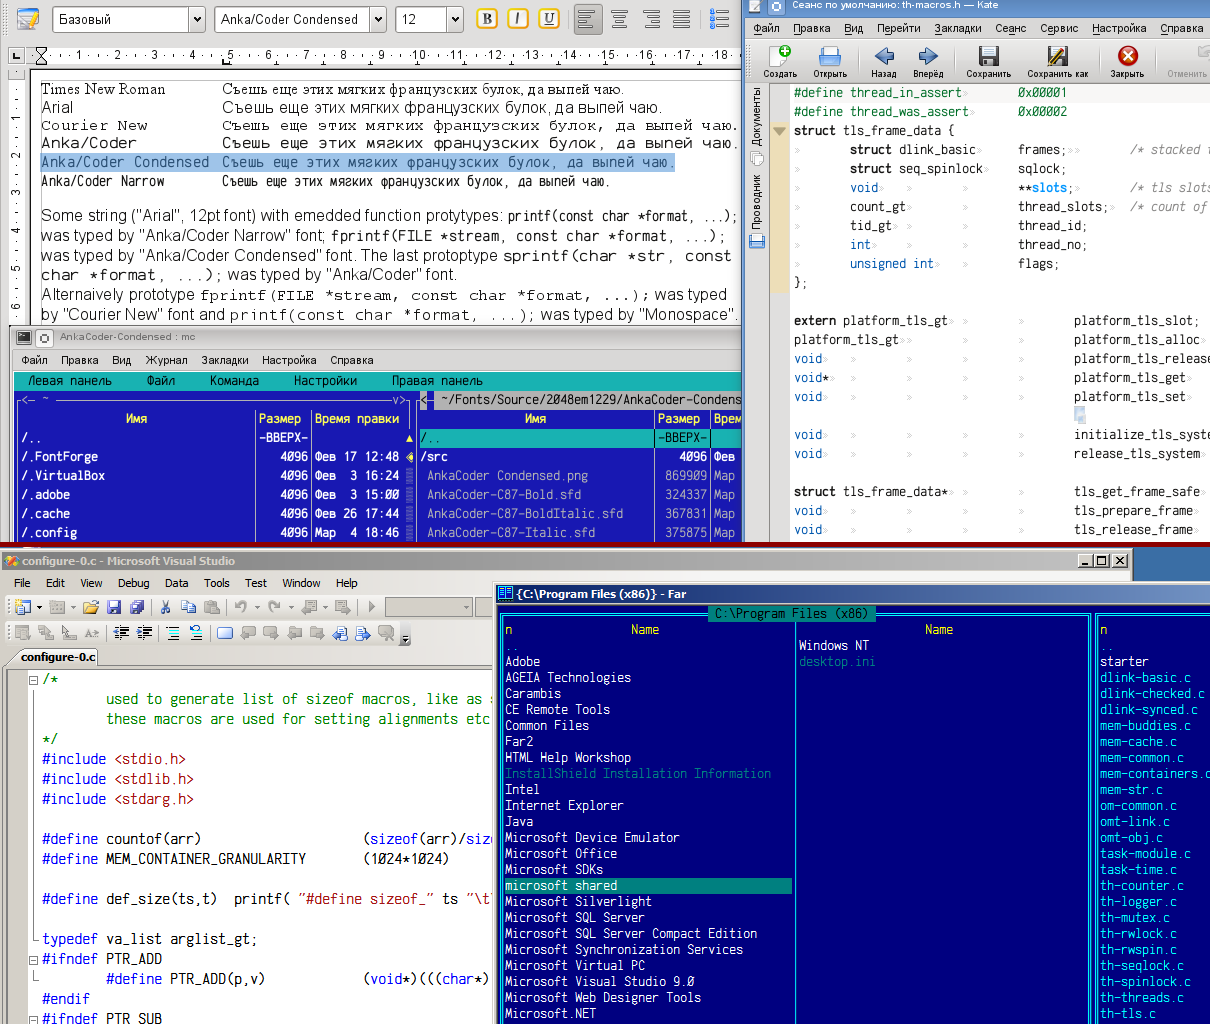 Базовый
Anka/Coder Condensed
12
B I U
1 2 3 4 5 6 7 8 9 10 11 12 13 14 15 16 17 18
Times New Roman Съешь еще этих мягких французских булок, да выпей чаю.
Arial Съешь еще этих мягких французских булок, да выпей чаю.
Courier New Съешь еще этих мягких французских булок, да выпей чаю.
Anka/Coder Съешь еще этих мягких французских булок, да выпей чаю.
Anka/Coder Condensed Съешь еще этих мягких французских булок, да выпей чаю.
Anka/Coder Narrow Съешь еще этих мягких французских булок, да выпей чаю.
Some string ("Arial", 12pt font) with emedded function prototypes: printf(const char *format, ...);
was typed by "Anka/Coder Narrow" font; fprintf(FILE *stream, const char *format, ...);
was typed by "Anka/Coder Condensed" font. The last protoptype sprintf(char *str, const
char *format, ...); was typed by "Anka/Coder" font.
Alternaively prototype fprintf(FILE *stream, const char *format, ...); was typed
by "Courier New" font and printf(const char *format, ...); was typed by "Monospace".
Сеанс по умолчанию: th-macros.h — Kate
Файл Правка Вид Перейти Закладки Сеанс Сервис Настройка Справка
Создать Открыть Назад Вперёд Сохранить Сохранить как Закрыть Отменить
Документы
Проводник
#define thread_in_assert 0x00001
#define thread_was_assert 0x00002
struct tls_frame_data {
struct dlink_basic frames; /* stacked
struct seq_spinlock sqlock;
void **slots; /* tls slots
count_gt thread_slots; /* count of
tid_gt thread_id;
int thread_no;
unsigned int flags;
};
extern platform_tls_gt platform_tls_slot;
platform_tls_gt platform_tls_alloc
void platform_tls_release
void* platform_tls_get
void platform_tls_set
void initialize_tls_syste
void release_tls_system
struct tls_frame_data* tls_get_frame_safe
void tls_prepare_frame
void tls_release_frame
AnkaCoder-Condensed : mc
Файл Правка Вид Журнал Закладки Настройка Справка
Левая панель Файл Команда Настройки Правая панель
<— ~ v>
Имя Размер Время правки
/.. -ВВЕРХ-
/.FontForge 4096 Фев 17 12:48
/.VirtualBox 4096 Фев 3 16:24
/.adobe 4096 Фев 3 15:00
/.cache 4096 Фев 26 17:44
/.config 4096 Мар 4 18:46
<— ~/Fonts/Source/2048em1229/AnkaCoder-Condens
Имя Размер Врем
/.. -ВВЕРХ-
/src 4096 Фев
AnkaCoder Condensed.png 869909 Мар
AnkaCoder-C87-Bold.sfd 324337 Мар
AnkaCoder-C87-BoldItalic.sfd 367831 Мар
AnkaCoder-C87-Italic.sfd 375875 Мар
configure-0.c - Microsoft Visual Studio
File Edit View Debug Data Tools Test Window Help
configure-0.c
/*
used to generate list of sizeof macros, like as s
these macros are used for setting alignments etc
*/
#include <stdio.h>
#include <stdlib.h>
#include <stdarg.h>
#define countof(arr) (sizeof(arr)/siz
#define MEM_CONTAINER_GRANULARITY (1024*1024)
#define def_size(ts,t) printf( "#define sizeof_" ts "\t
typedef va_list arglist_gt;
#ifndef PTR_ADD
#define PTR_ADD(p,v) (void*)(((char*)
#endif
#ifndef PTR_SUB
{C:\Program Files (x86)} - Far
C:\Program Files (x86)
n Name
..
Adobe
AGEIA Technologies
Carambis
CE Remote Tools
Common Files
Far2
HTML Help Workshop
InstallShield Installation Information
Intel
Internet Explorer
Java
Microsoft Device Emulator
Microsoft Office
Microsoft SDKs
microsoft shared
Microsoft Silverlight
Microsoft SQL Server
Microsoft SQL Server Compact Edition
Microsoft Synchronization Services
Microsoft Virtual PC
Microsoft Visual Studio 9.0
Microsoft Web Designer Tools
Microsoft.NET
Name
Windows NT
desktop.ini
n
..
starter
dlink-basic.c
dlink-checked.c
dlink-synced.c
mem-buddies.c
mem-cache.c
mem-common.c
mem-containers.c
mem-str.c
om-common.c
omt-link.c
omt-obj.c
task-module.c
task-time.c
th-counter.c
th-logger.c
th-mutex.c
th-rwlock.c
th-rwspin.c
th-seqlock.c
th-spinlock.c
th-threads.c
th-tls.c